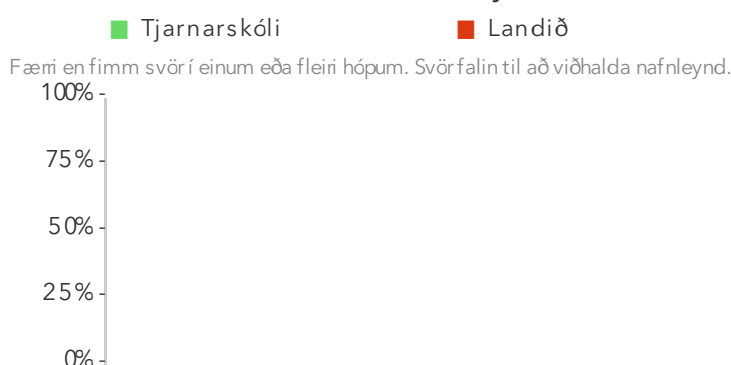 Tjarnarskóli Landið
Færri en fimm svör í einum eða fleiri hópum. Svör falin til að viðhalda nafnleynd.
100%
75%
50%
25%
0%